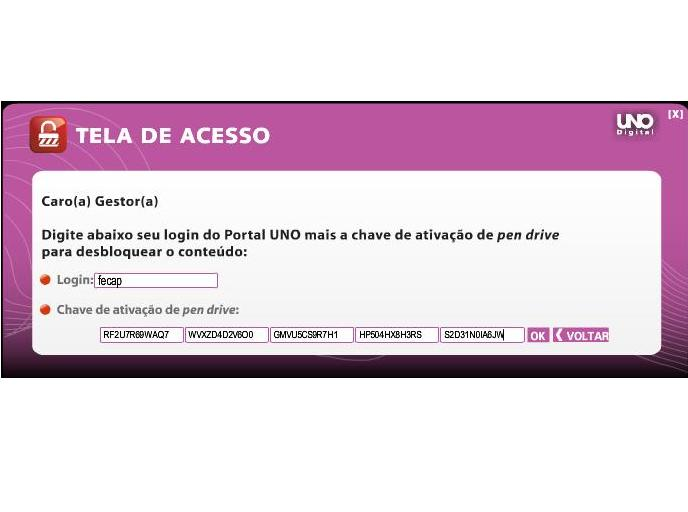 UNO [X]
Digital
TELA DE ACESSO
Caro(a) Gestor(a)
Digite abaixo seu login do Portal UNO mais a chave de ativação de pen drive
para desbloquear o conteúdo:
Login: fecap
Chave de ativação de pen drive:
RF2U7R69WAQ7 WVXZD4D2V6O0 GMVU5CS9R7H1 HP504HX8H3RS S2D31N0IA6JW OK VOLTAR